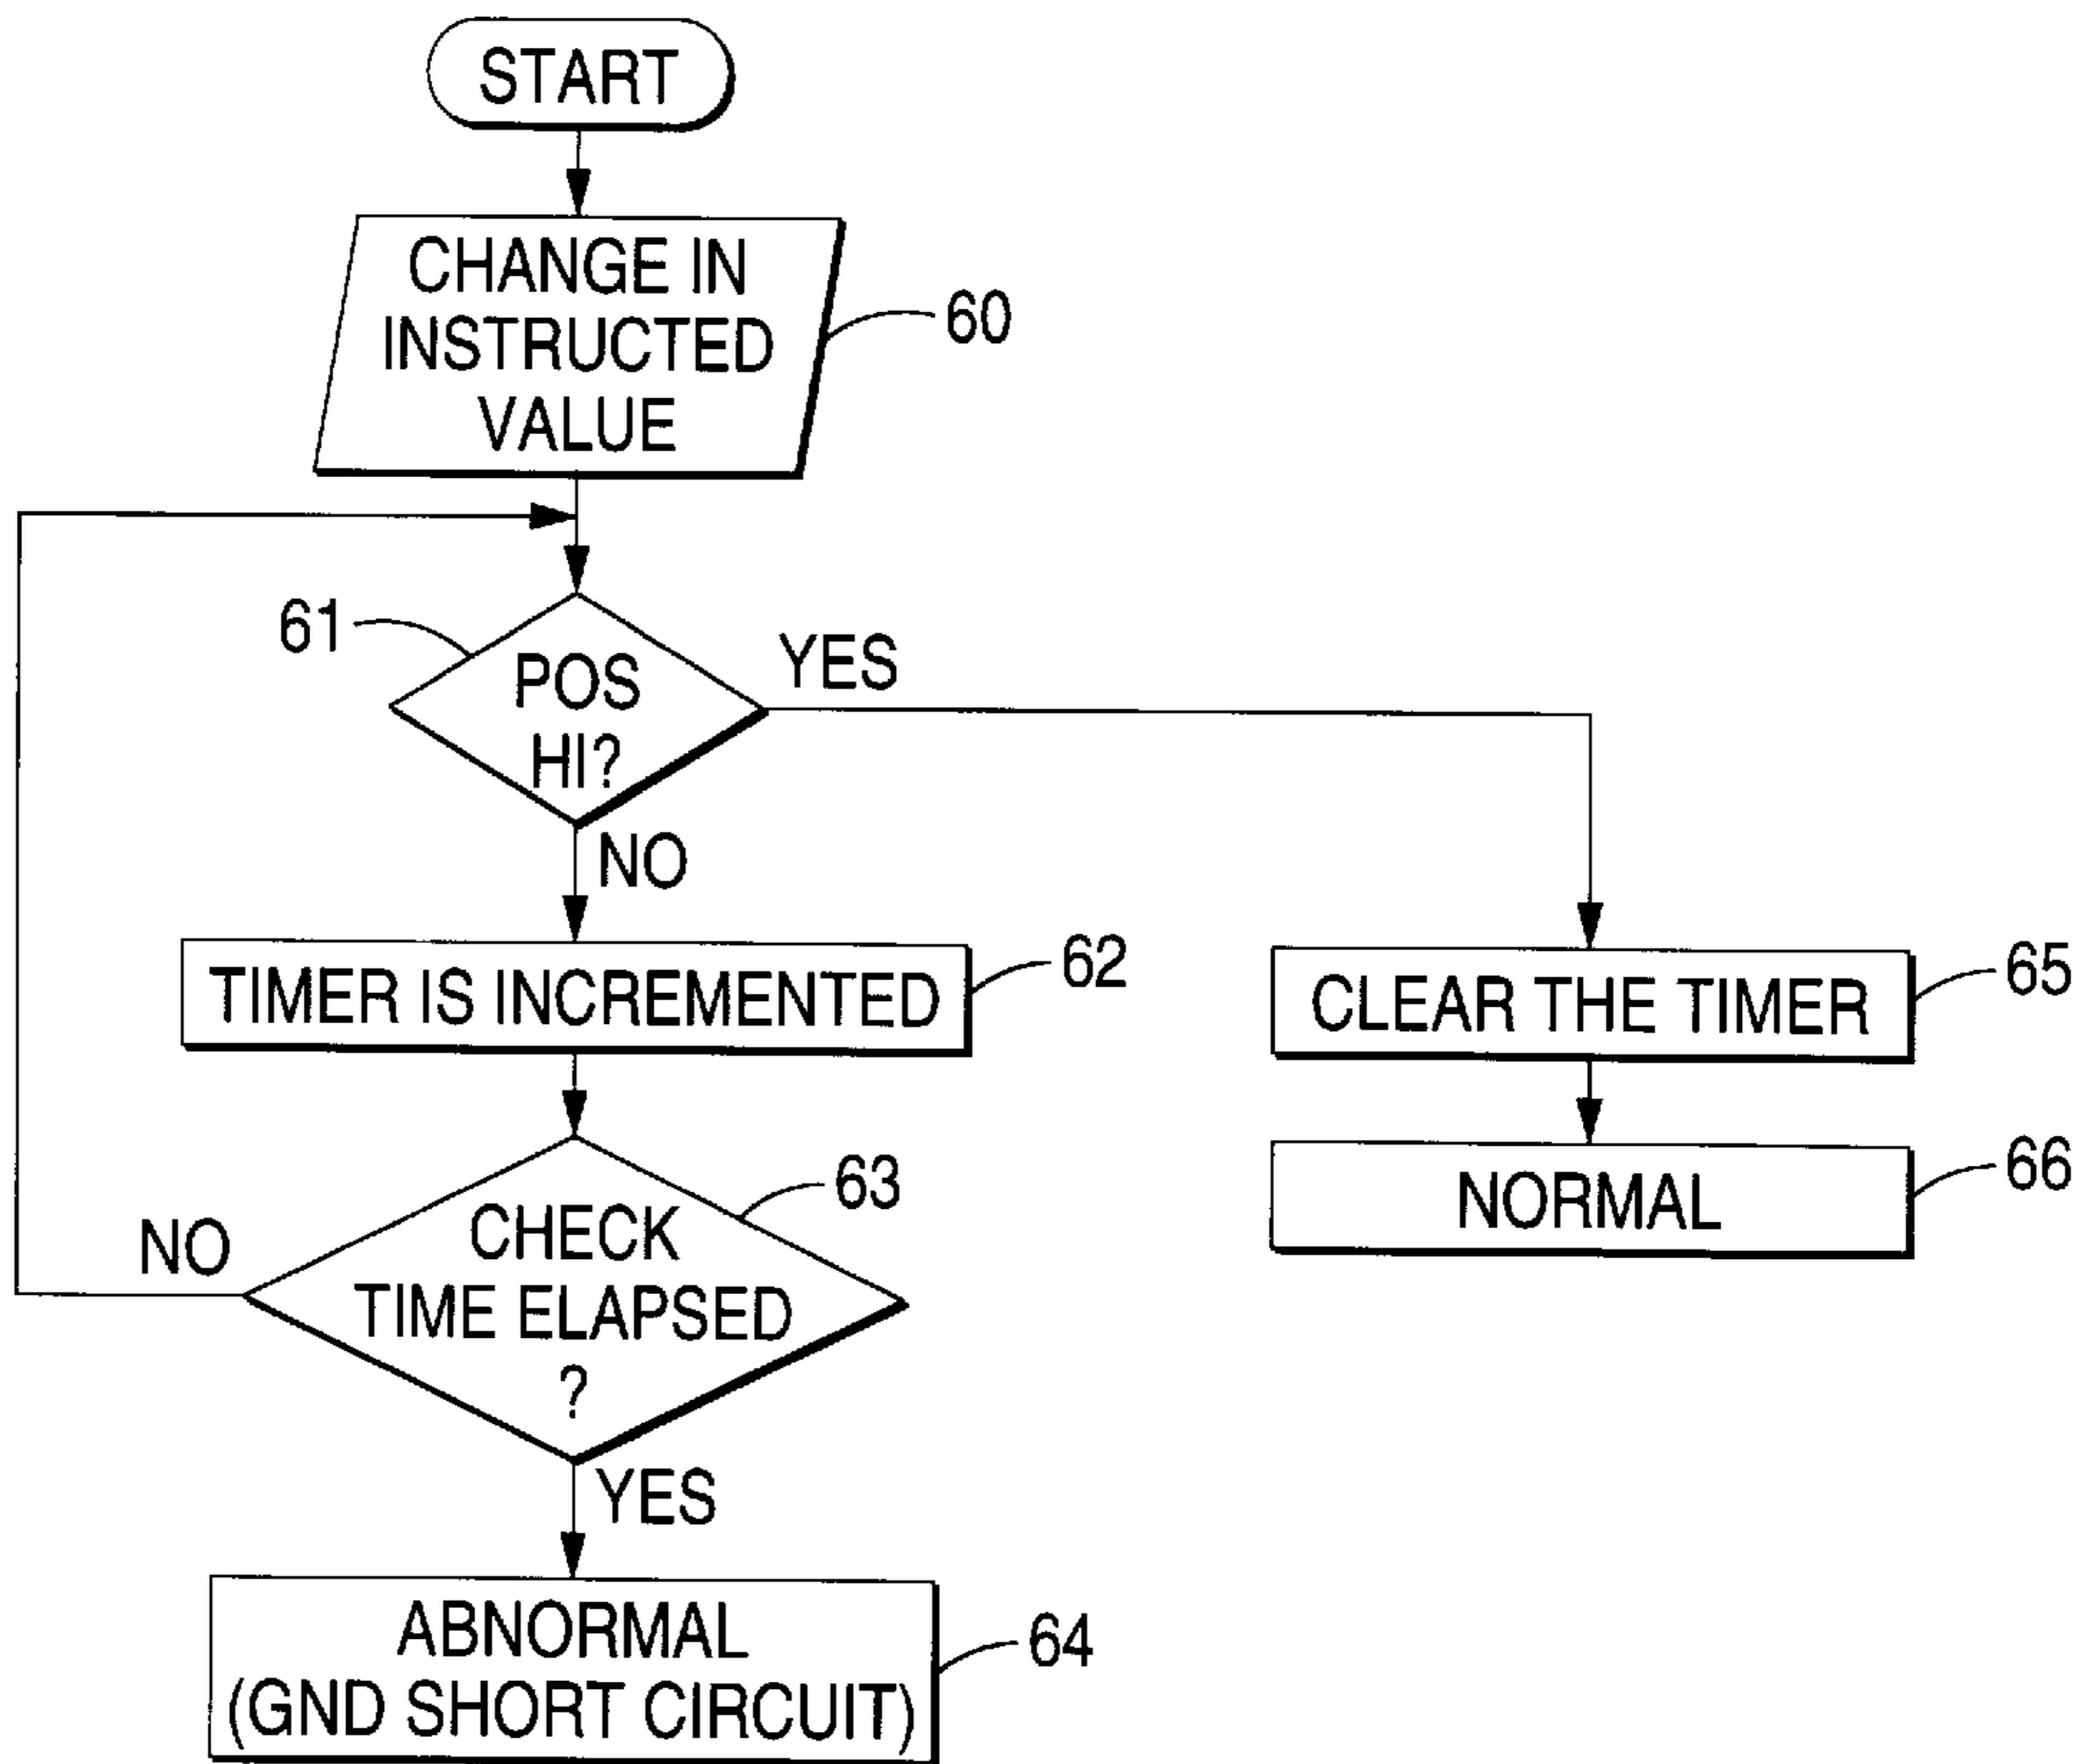 START
CHANGE IN
INSTRUCTED
VALUE
60
61
POS
HI?
YES
NO
TIMER IS INCREMENTED
62
CLEAR THE TIMER
65
NORMAL
66
63
CHECK
TIME ELAPSED
?
NO
YES
ABNORMAL
(GND SHORT CIRCUIT)
64